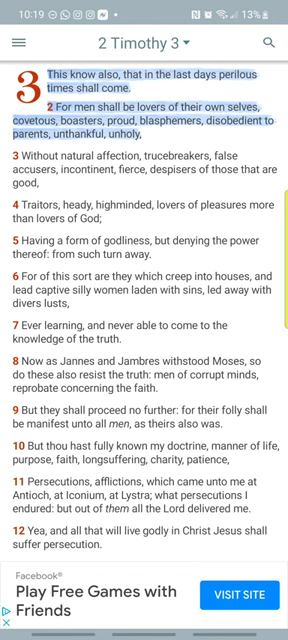 10:19
13%
2 Timothy 3
3 This know also, that in the last days perilous
times shall come.
2 For men shall be lovers of their own selves,
covetous, boasters, proud, blasphemers, disobedient to
parents, unthankful, unholy,
3 Without natural affection, trucebreakers, false
accusers, incontinent, fierce, despisers of those that are
good,
4 Traitors, heady, highminded, lovers of pleasures more
than lovers of God;
5 Having a form of godliness, but denying the power
thereof: from such turn away.
6 For of this sort are they which creep into houses, and
lead captive silly women laden with sins, led away with
divers lusts,
7 Ever learning, and never able to come to the
knowledge of the truth.
8 Now as Jannes and Jambres withstood Moses, so
do these also resist the truth: men of corrupt minds,
reprobate concerning the faith.
9 But they shall proceed no further: for their folly shall
be manifest unto all men, as theirs also was.
10 But thou hast fully known my doctrine, manner of life,
purpose, faith, longsuffering, charity, patience,
11 Persecutions, afflictions, which came unto me at
Antioch, at Iconium, at Lystra; what persecutions I
endured: but out of them all the Lord delivered me.
12 Yea, and all that will live godly in Christ Jesus shall
suffer persecution.
Facebook®
Play Free Games with
Friends
VISIT SITE